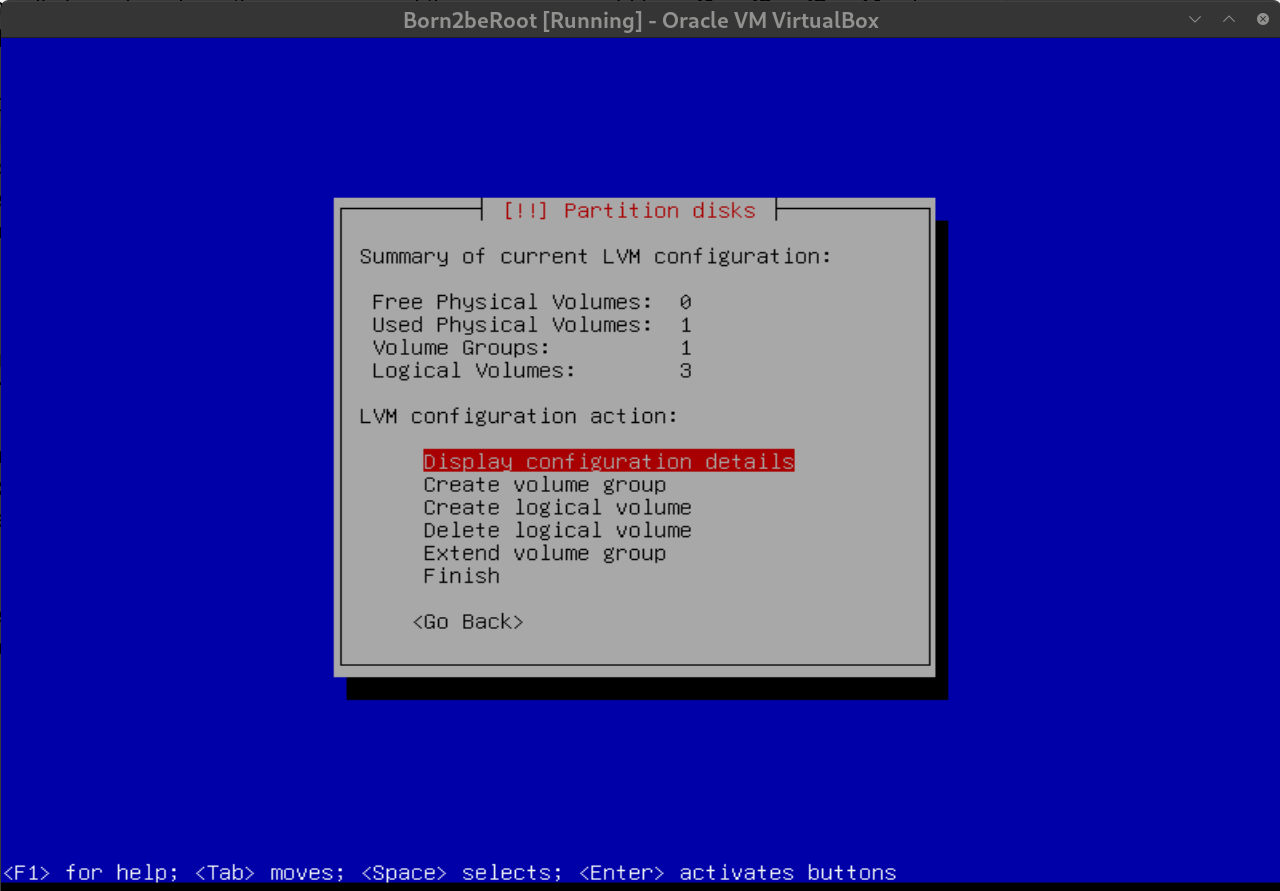 Born2beRoot [Running] - Oracle VM VirtualBox
[!!] Partition disks
Summary of current LVM configuration:
Free Physical Volumes: 0
Used Physical Volumes: 1
Volume Groups: 1
Logical Volumes: 3
LVM configuration action:
Display configuration details
Create volume group
Create logical volume
Delete logical volume
Extend volume group
Finish
<Go Back>
<F1> for help; <Tab> moves; <Space> selects; <Enter> activates buttons